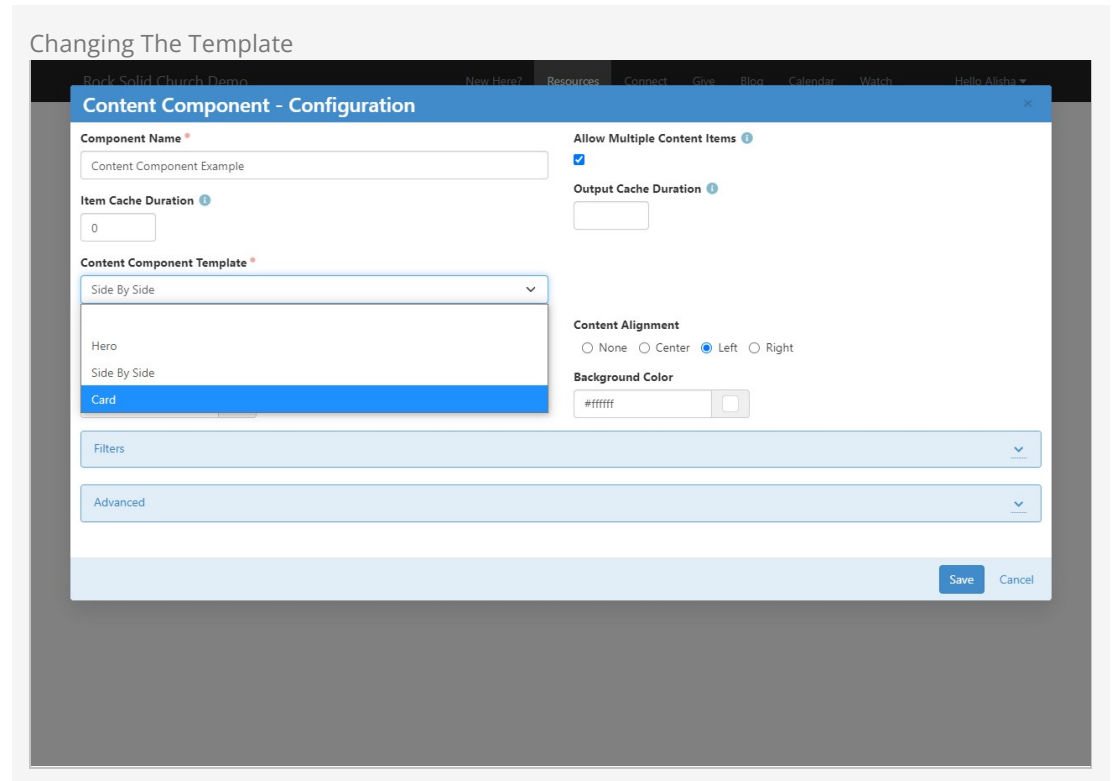 Changing The Template
Rock Solid Church Demo New Here? Resources Connect Give Blog Calendar Watch Hello Alisha
Content Component - Configuration ×
Component Name *
Content Component Example
Allow Multiple Content Items
Item Cache Duration
0
Output Cache Duration
Content Component Template *
Side By Side
Hero
Side By Side
Card
Content Alignment
None Center Left Right
Background Color
#ffffff
Filters
Advanced
Save Cancel